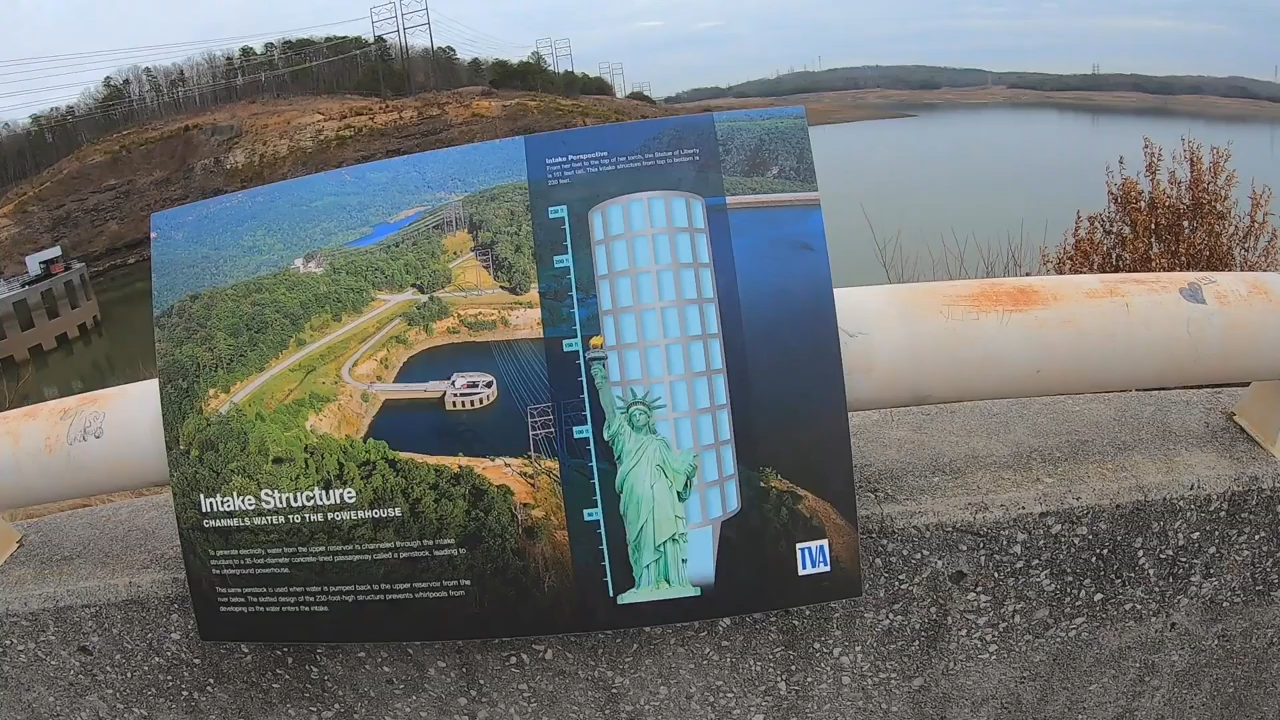 Intake Perspective
From her feet to the top of her torch, the Statue of Liberty
is 151 feet tall. This intake structure from top to bottom is
230 feet.
230 ft
200 ft
150 ft
100 ft
50 ft
Intake Structure
CHANNELS WATER TO THE POWERHOUSE
To generate electricity, water from the upper reservoir is channeled through the intake
structure to a 35-foot-diameter concrete-lined passageway called a penstock, leading to
the underground powerhouse.
This same penstock is used when water is pumped back to the upper reservoir from the
river below. The slotted design of the 230-foot-high structure prevents whirlpools from
developing as the water enters the intake.
TVA